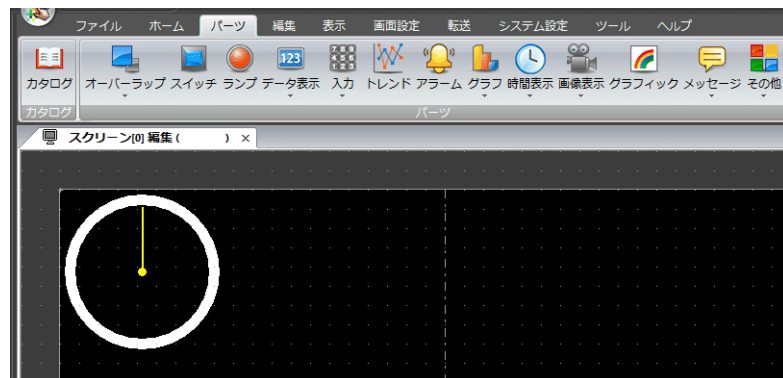 ファイル ホーム パーツ 編集 表示 画面設定 転送 システム設定 ツール ヘルプ
123
カタログ オーバーラップ スイッチ ランプ データ表示 入力 トレンド アラーム グラフ 時間表示 画像表示 グラフィック メッセージ その他
カタログ パーツ
スクリーン[0] 編集 ( ) ×